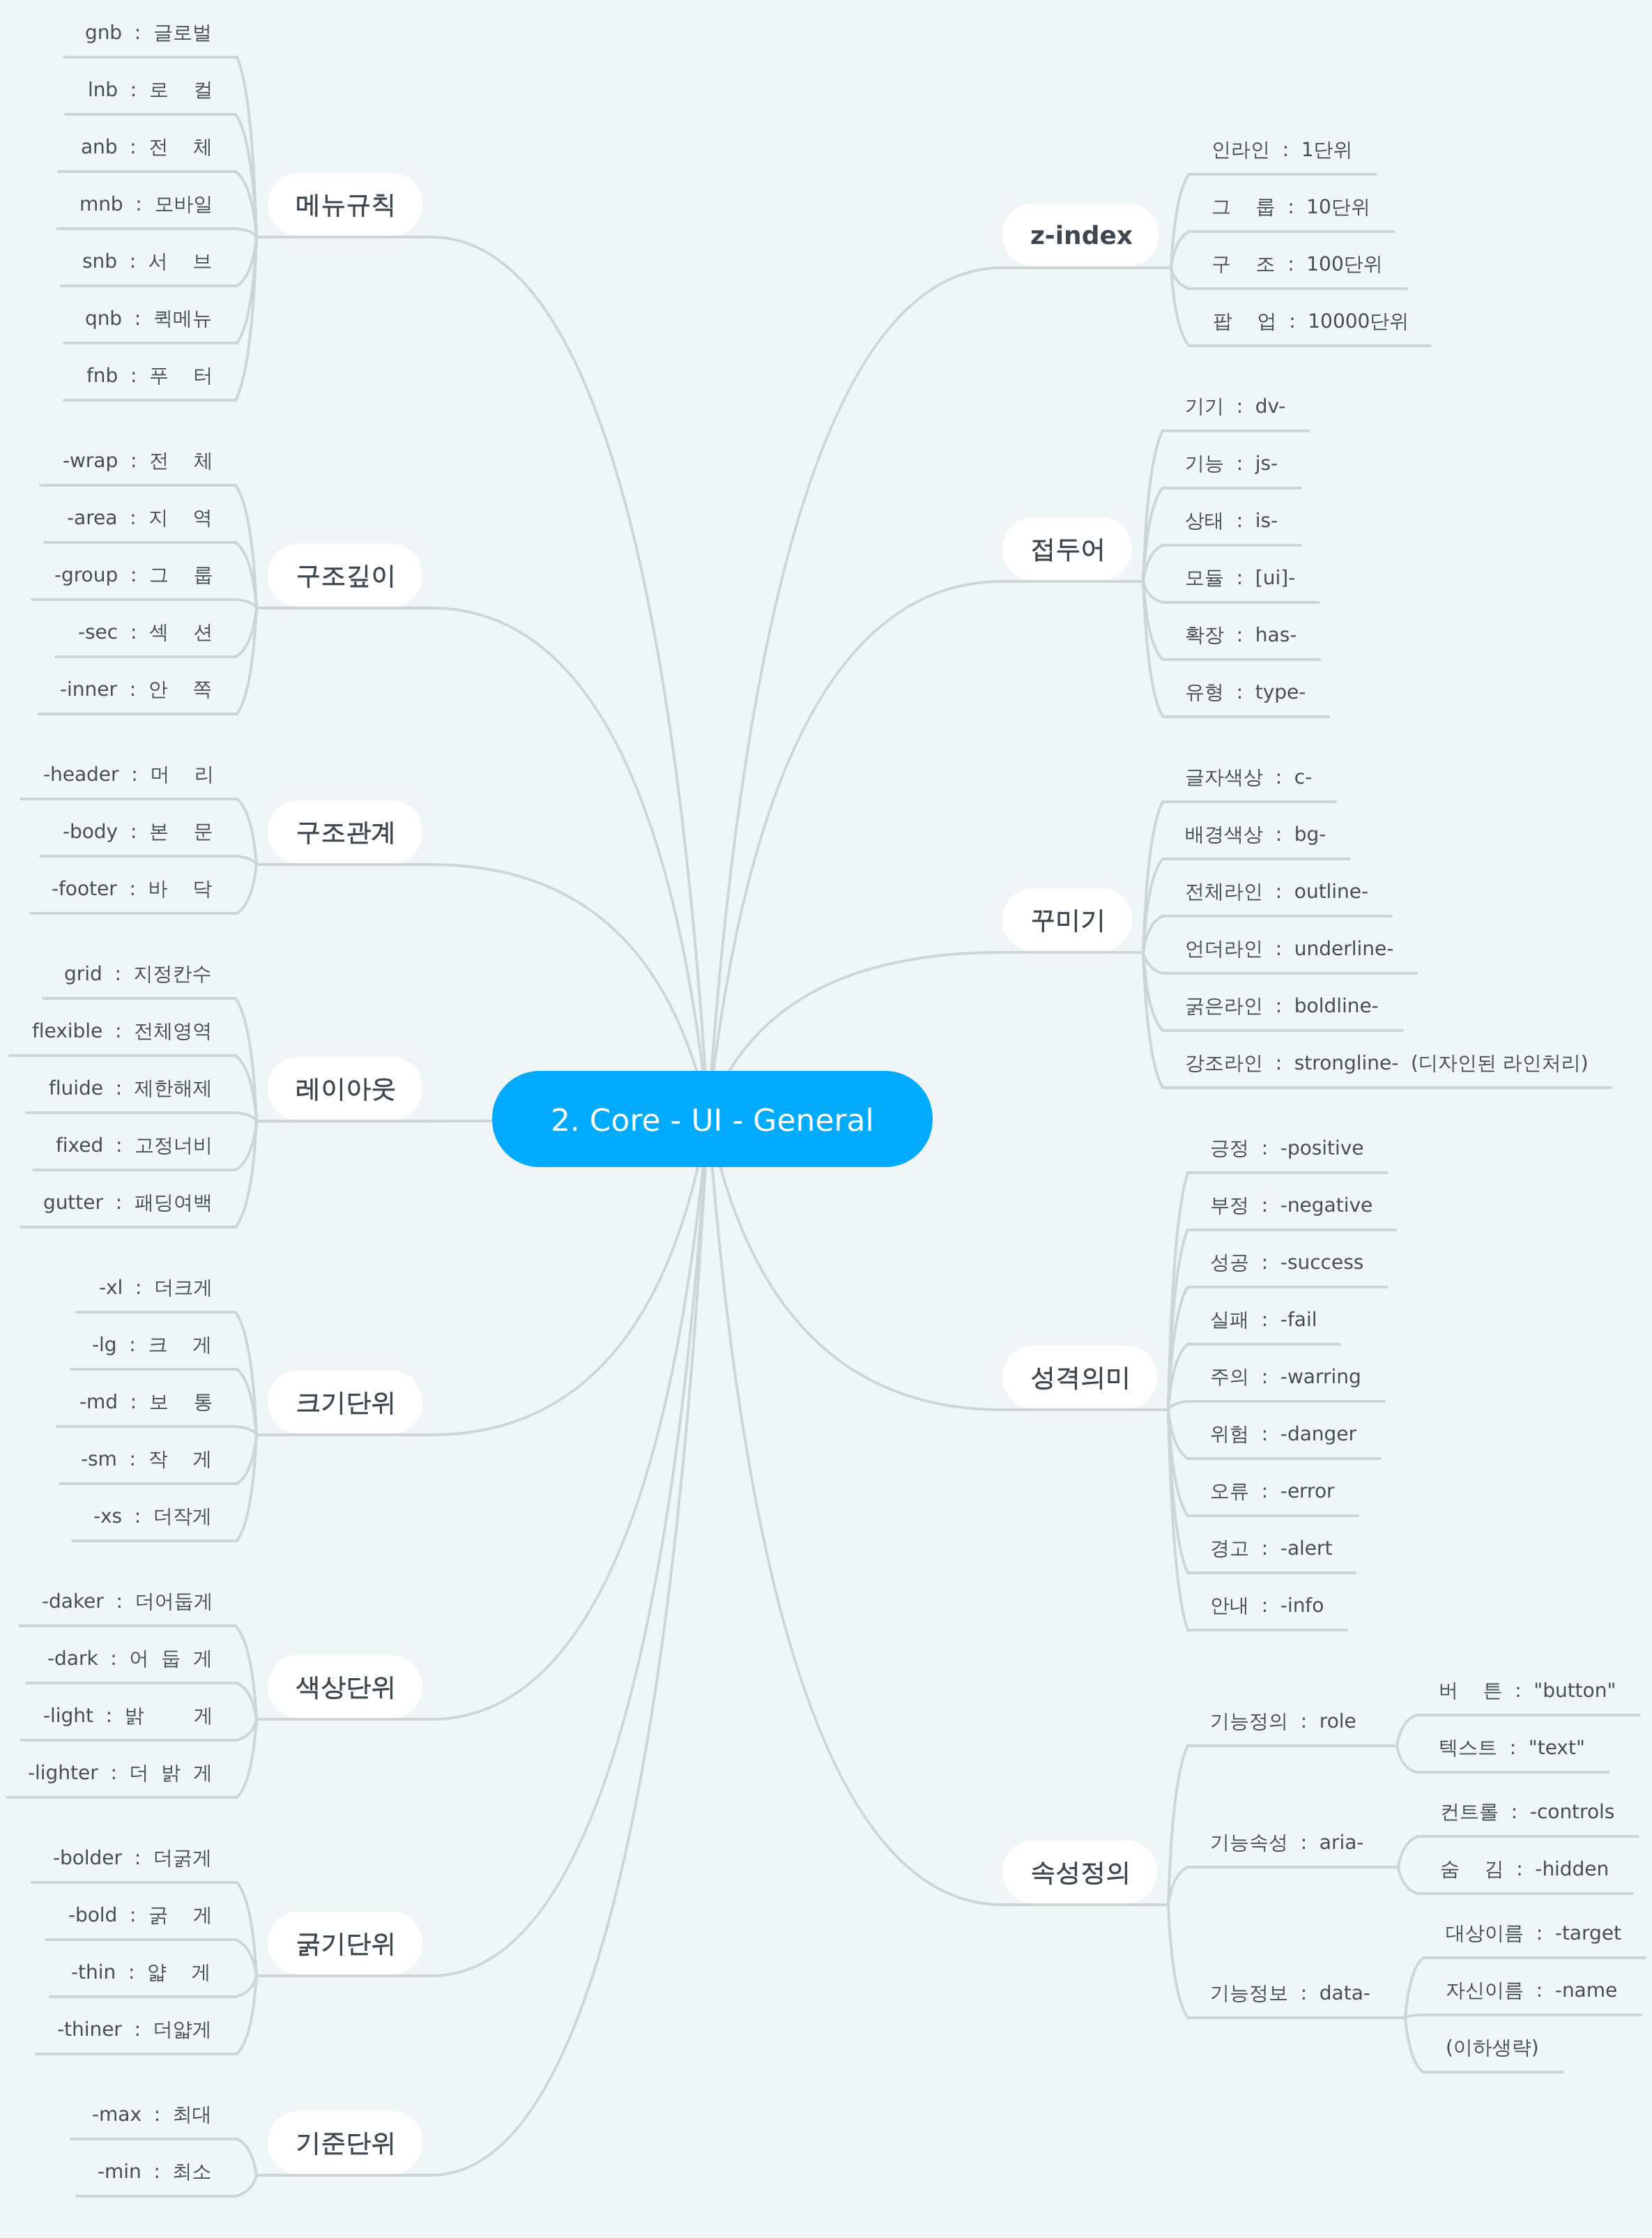 2. Core - UI - General
메뉴규칙
gnb : 글로벌
lnb : 로 컬
anb : 전 체
mnb : 모바일
snb : 서 브
qnb : 퀵메뉴
fnb : 푸 터
구조깊이
-wrap : 전 체
-area : 지 역
-group : 그 룹
-sec : 섹 션
-inner : 안 쪽
구조관계
-header : 머 리
-body : 본 문
-footer : 바 닥
레이아웃
grid : 지정칸수
flexible : 전체영역
fluide : 제한해제
fixed : 고정너비
gutter : 패딩여백
크기단위
-xl : 더크게
-lg : 크 게
-md : 보 통
-sm : 작 게
-xs : 더작게
색상단위
-daker : 더어둡게
-dark : 어 둡 게
-light : 밝 게
-lighter : 더 밝 게
굵기단위
-bolder : 더굵게
-bold : 굵 게
-thin : 얇 게
-thiner : 더얇게
기준단위
-max : 최대
-min : 최소
z-index
인라인 : 1단위
그 룹 : 10단위
구 조 : 100단위
팝 업 : 10000단위
접두어
기기 : dv-
기능 : js-
상태 : is-
모듈 : [ui]-
확장 : has-
유형 : type-
꾸미기
글자색상 : c-
배경색상 : bg-
전체라인 : outline-
언더라인 : underline-
굵은라인 : boldline-
강조라인 : strongline- (디자인된 라인처리)
성격의미
긍정 : -positive
부정 : -negative
성공 : -success
실패 : -fail
주의 : -warring
위험 : -danger
오류 : -error
경고 : -alert
안내 : -info
속성정의
기능정의 : role
버 튼 : "button"
텍스트 : "text"
기능속성 : aria-
컨트롤 : -controls
숨 김 : -hidden
기능정보 : data-
대상이름 : -target
자신이름 : -name
(이하생략)